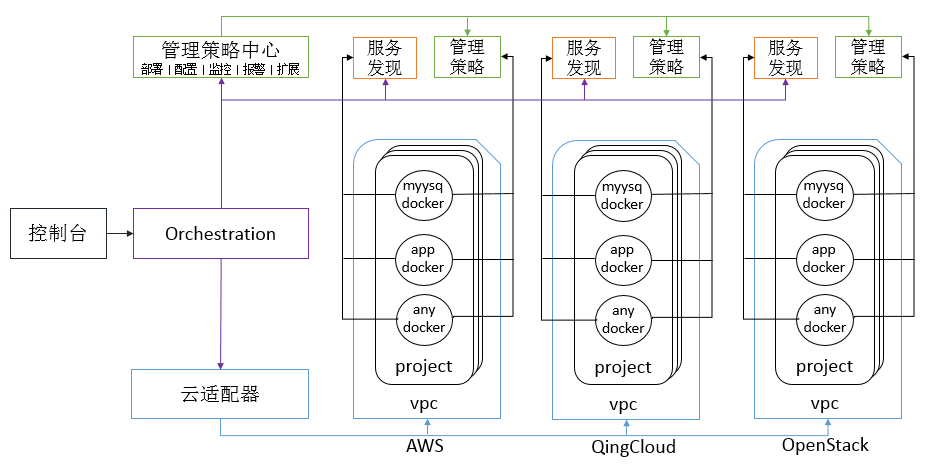 管理策略中心
部署 | 配置 | 监控 | 报警 | 扩展
服务
发现
管理
策略
服务
发现
管理
策略
服务
发现
管理
策略
控制台
Orchestration
云适配器
myysq
docker
app
docker
any
docker
project
vpc
AWS
myysq
docker
app
docker
any
docker
project
vpc
QingCloud
myysq
docker
app
docker
any
docker
project
vpc
OpenStack